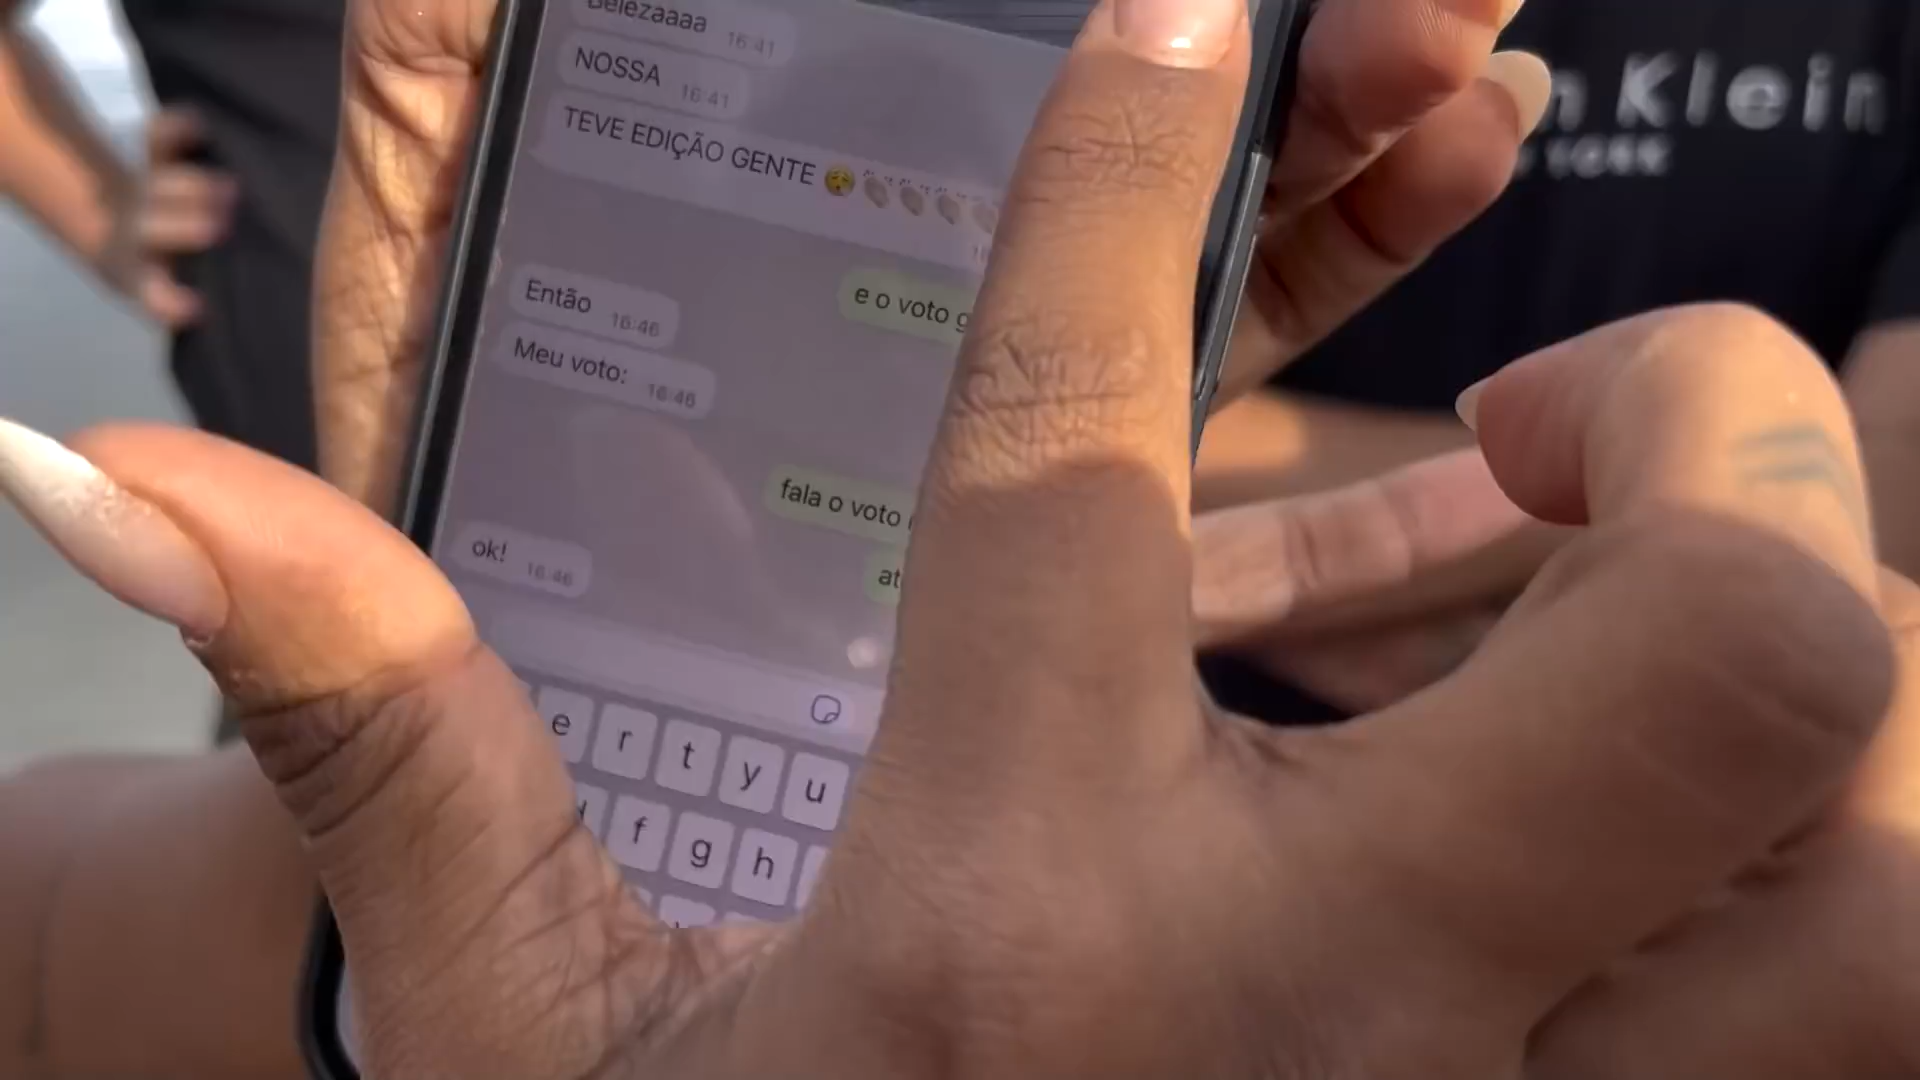 Belezaaaa 16:41
NOSSA 16:41
TEVE EDIÇÃO GENTE 😮‍💨👏🏻👏🏻👏🏻👏🏻
e o voto
Então 16:46
Meu voto: 16:46
fala o voto
ok! 16:46
e r t y u
f g h
Klein
YORK